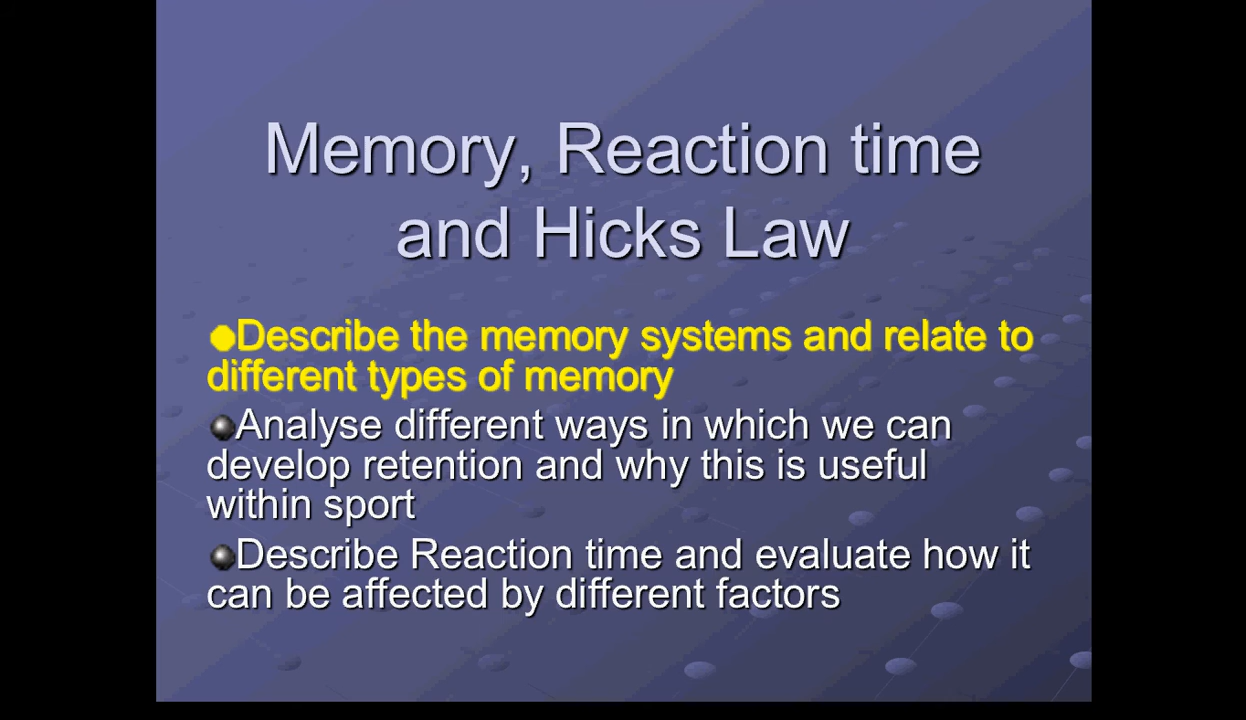 Memory, Reaction time
and Hicks Law
Describe the memory systems and relate to
different types of memory
Analyse different ways in which we can
develop retention and why this is useful
within sport
Describe Reaction time and evaluate how it
can be affected by different factors